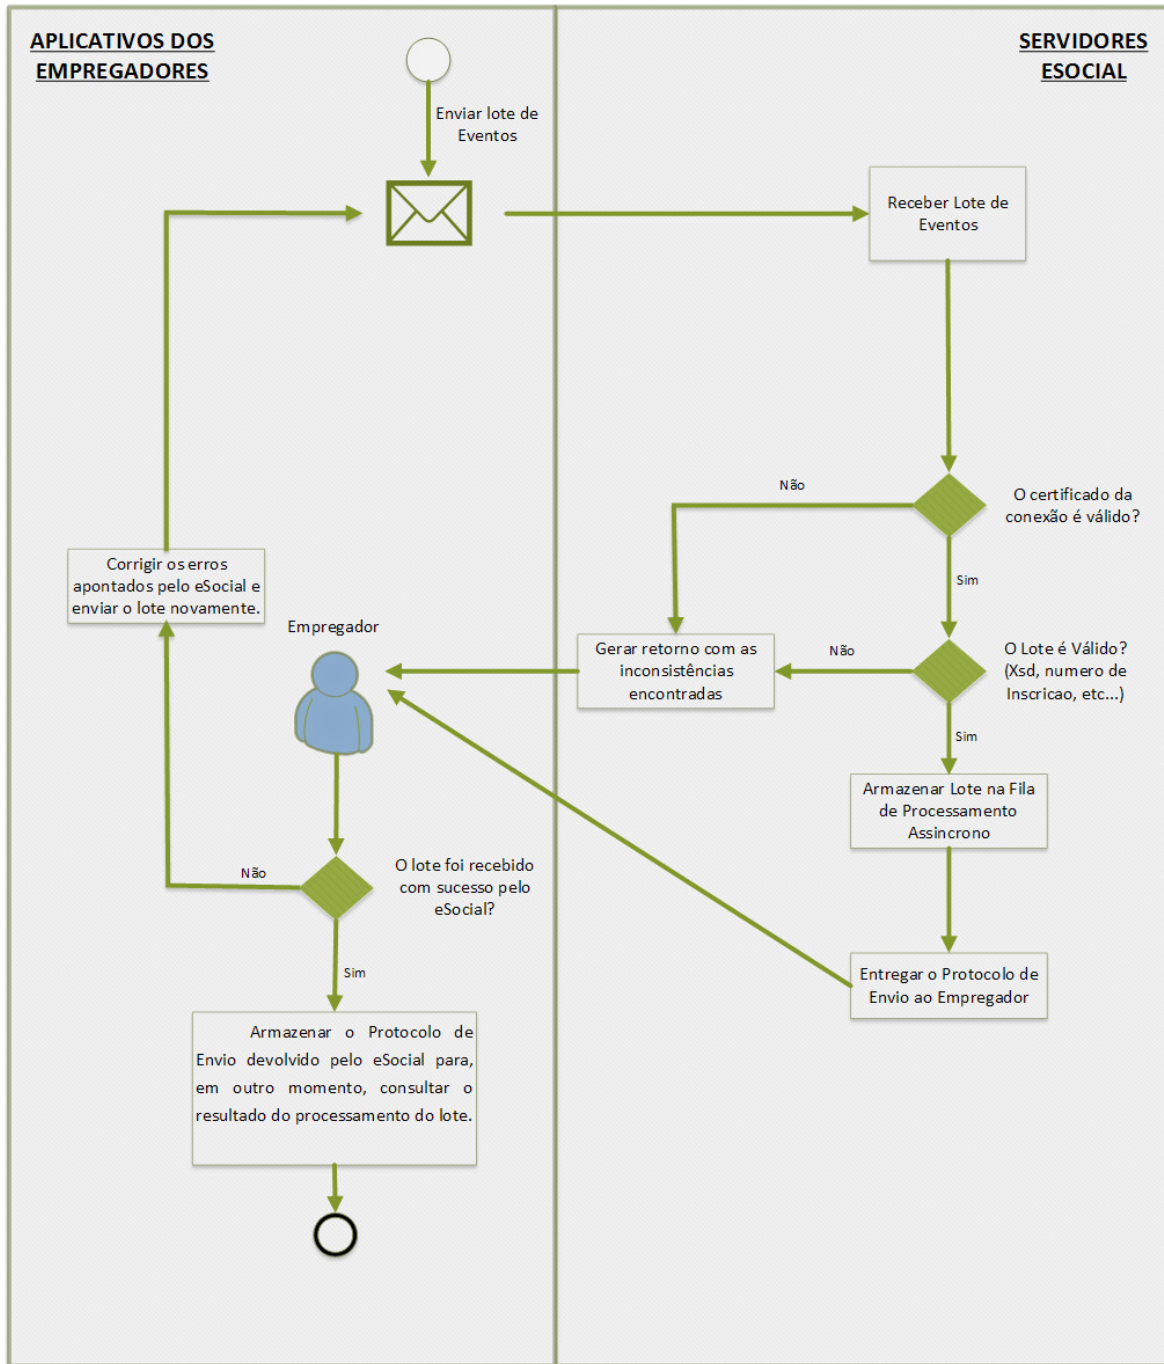 APLICATIVOS DOS
EMPREGADORES
SERVIDORES
ESOCIAL
Enviar lote de
Eventos
Receber Lote de
Eventos
Não
O certificado da
conexão é válido?
Sim
Corrigir os erros
apontados pelo eSocial e
enviar o lote novamente.
Empregador
Gerar retorno com as
inconsistências
encontradas
Não
O Lote é Válido?
(Xsd, numero de
Inscricao, etc...)
Sim
Armazenar Lote na Fila
de Processamento
Assincrono
Não
O lote foi recebido
com sucesso pelo
eSocial?
Sim
Entregar o Protocolo de
Envio ao Empregador
Armazenar o Protocolo de
Envio devolvido pelo eSocial para,
em outro momento, consultar o
resultado do processamento do lote.